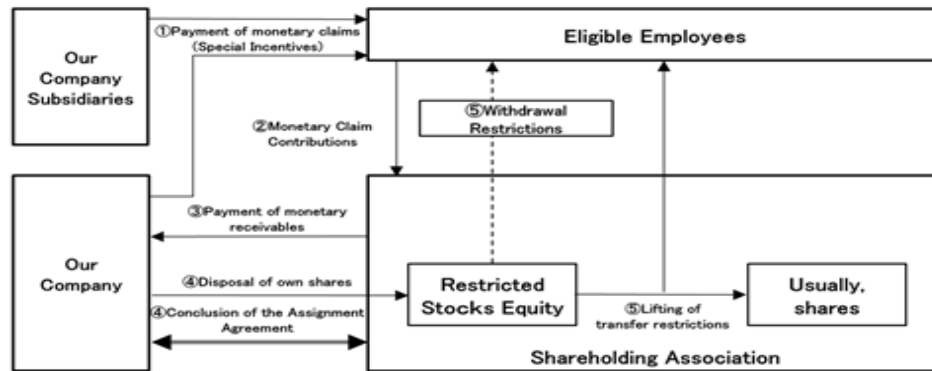 ①Payment of monetary claims
(Special Incentives)
Our
Company
Subsidiaries
Eligible Employees
⑤Withdrawal
Restrictions
②Monetary Claim
Contributions
③Payment of monetary
receivables
Our
Company
④Disposal of own shares
④Conclusion of the Assignment
Agreement
Restricted
Stocks Equity
Usually,
shares
⑤Lifting of
transfer restrictions
Shareholding Association